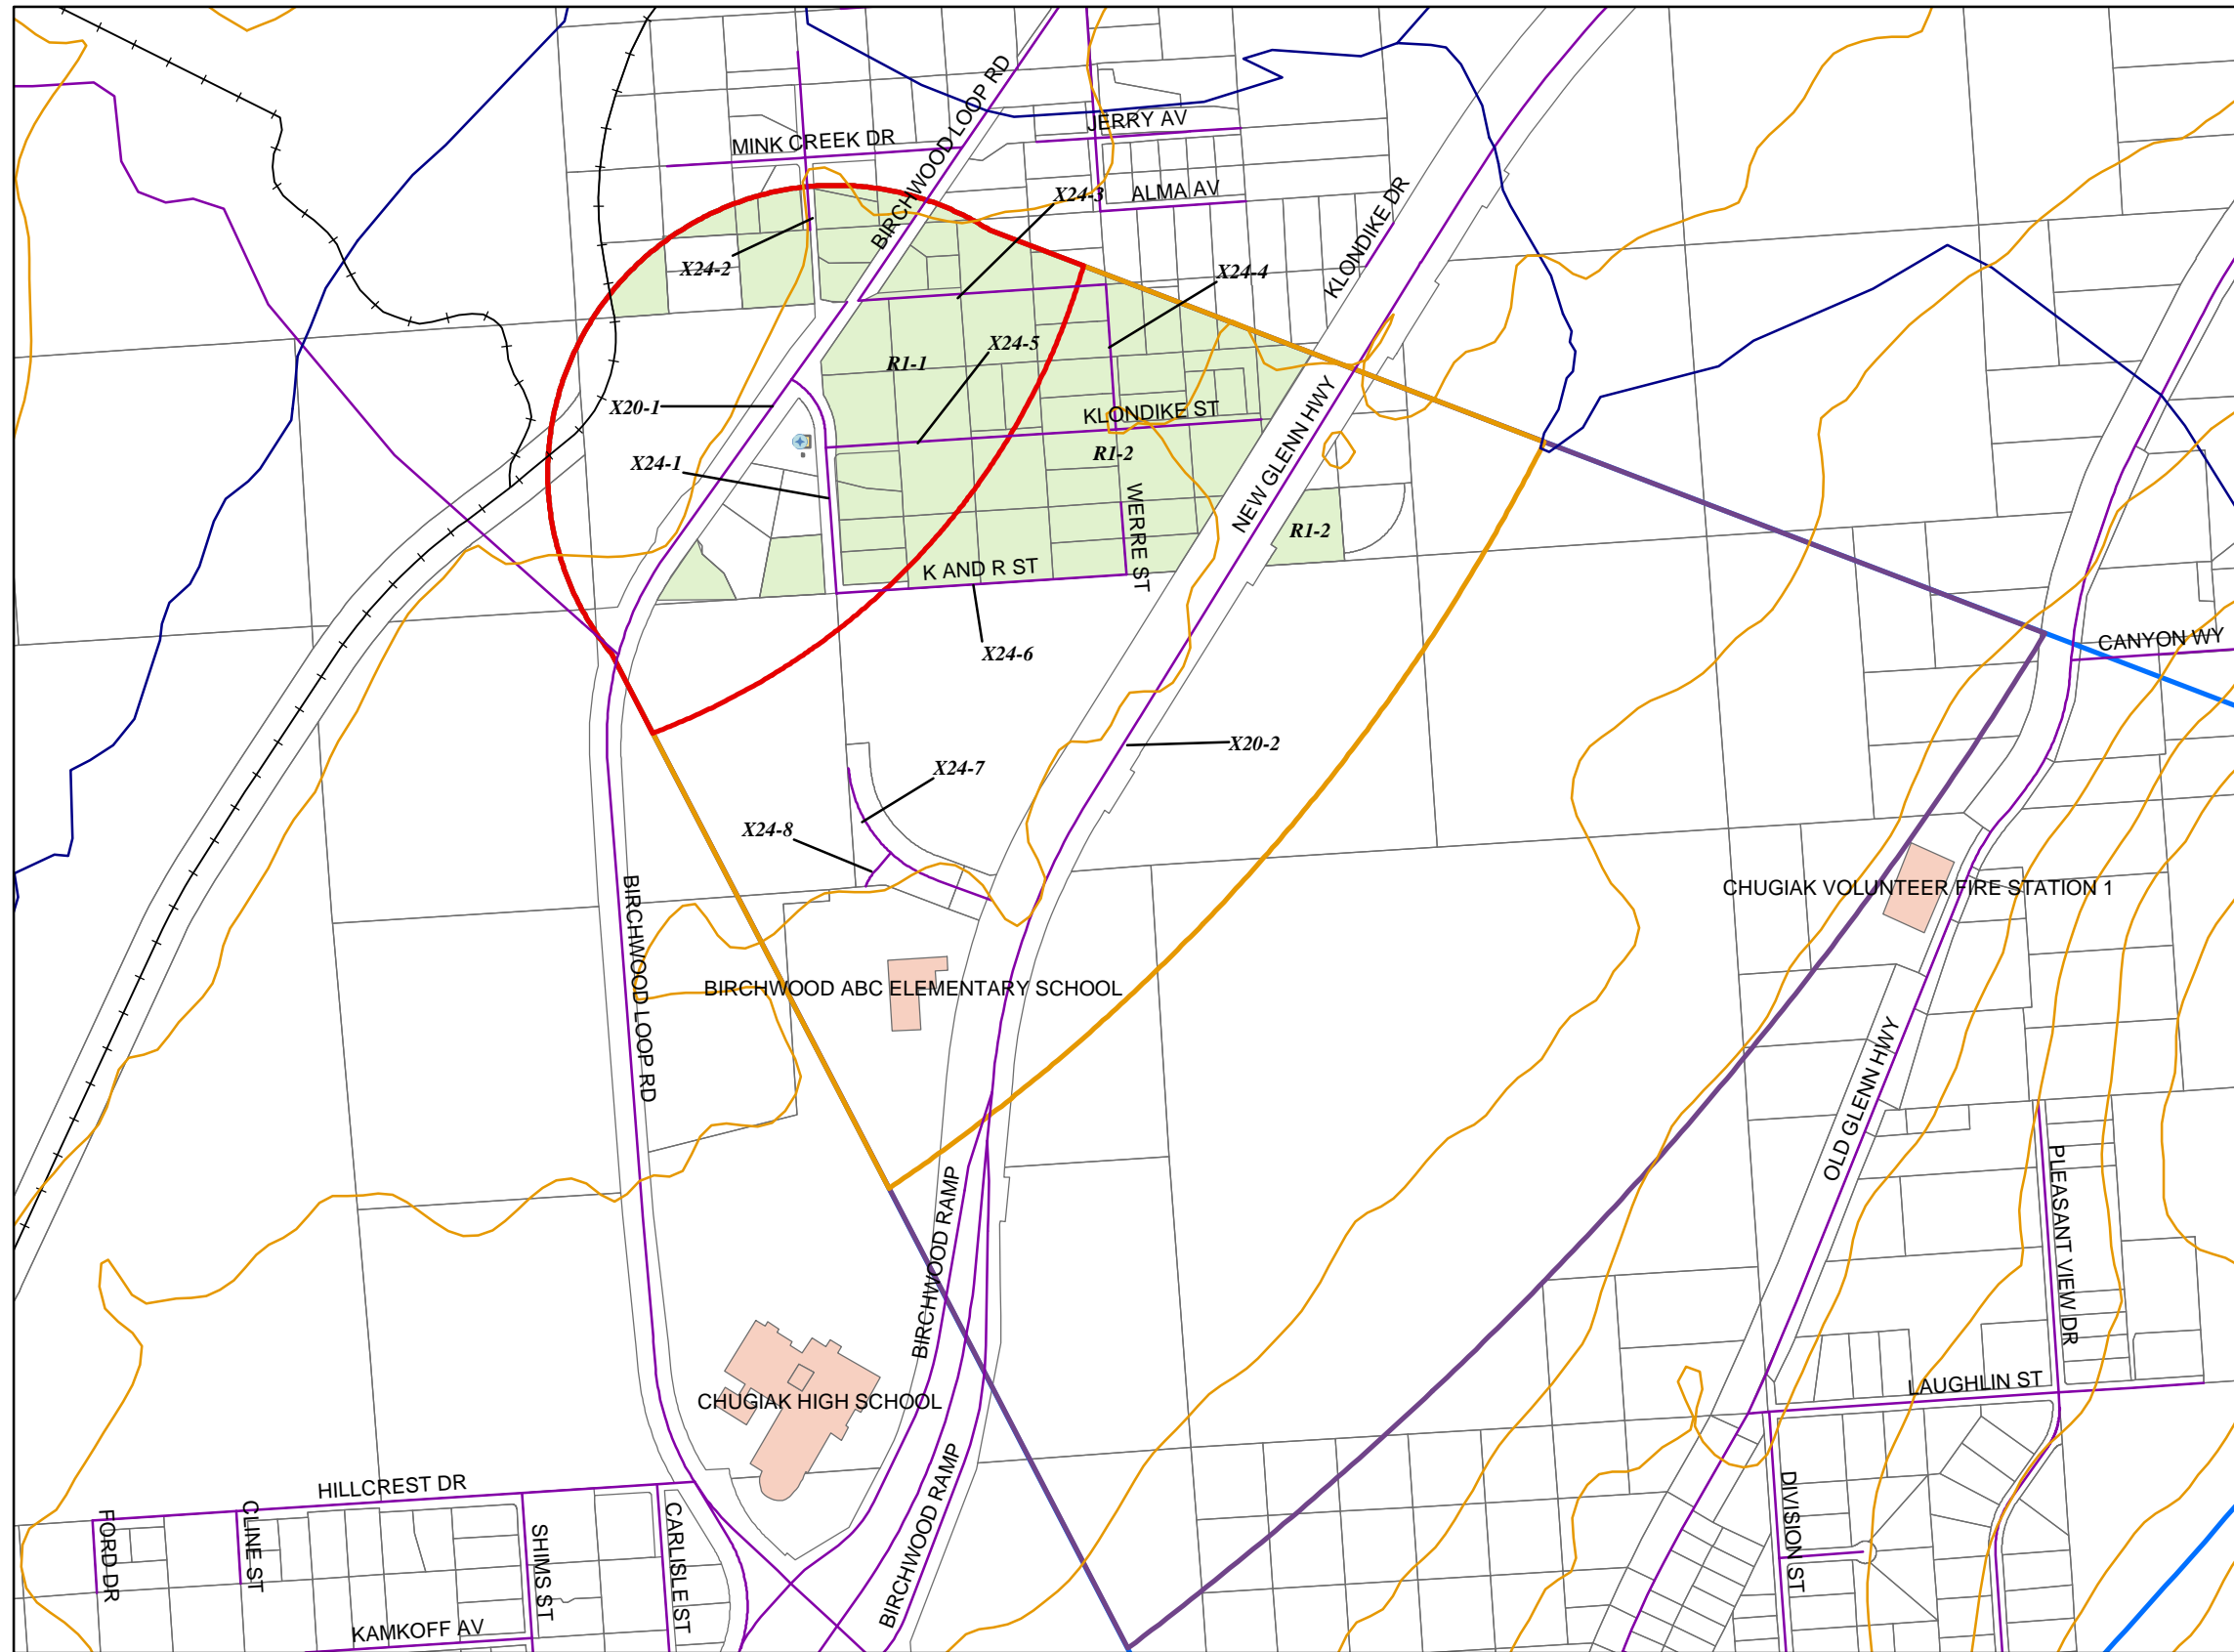 BIRCHWOOD LOOP RD
JERRY AV
MINK CREEK DR
ALMA AV
X24-3
KLONDIKE DR
X24-2
X24-4
X24-5
R1-1
X20-1
KLONDIKE ST
NEW GLENN HWY
X24-1
R1-2
WERRE ST
R1-2
K AND R ST
X24-6
CANYON WY
X20-2
X24-7
X24-8
BIRCHWOOD LOOP RD
CHUGIAK VOLUNTEER FIRE STATION 1
BIRCHWOOD ABC ELEMENTARY SCHOOL
OLD GLENN HWY
BIRCHWOOD RAMP
PLEASANT VIEW DR
CHUGIAK HIGH SCHOOL
LAUGHLIN ST
HILLCREST DR
BIRCHWOOD RAMP
DIVISION ST
FORD DR
CLINE ST
SHIMS ST
CARLISLE ST
KAMKOFF AV